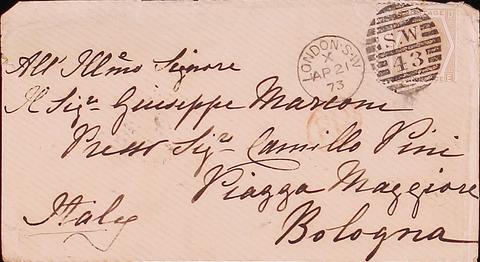 LONDON·S·W
X
AP 21
73
S.W
43
All' Illmo Signore
Il Sigr Giuseppe Marconi
Presso Sigr Camillo Pini
Piazza Maggiore
Italy
Bologna